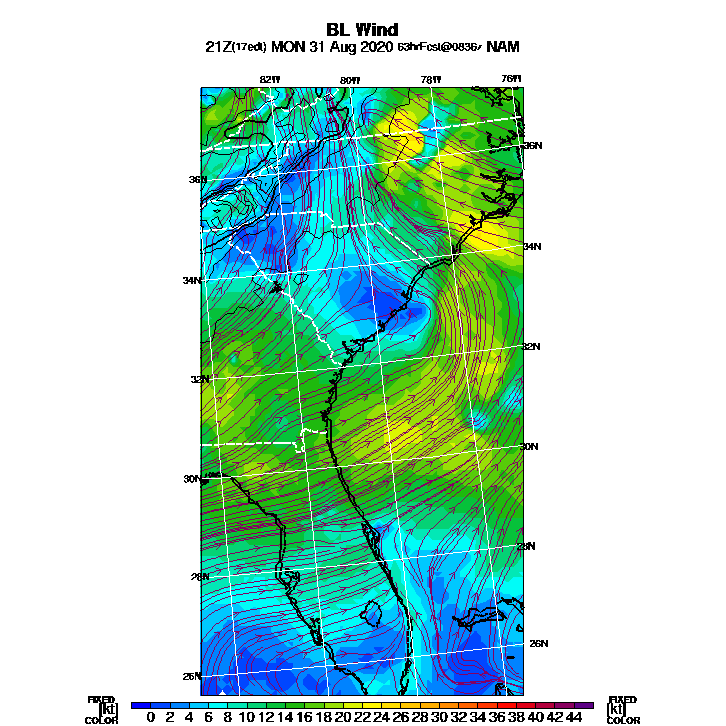 BL Wind
21Z(17edt) MON 31 Aug 2020 63hrFcst@0836z NAM
82W 80W 78W 76W
36N
36N
34N
34N
32N
32N
30N
30N
28N
28N
26N
26N
FIXED FIXED
[kt] 0 2 4 6 8 10 12 14 16 18 20 22 24 26 28 30 32 34 36 38 40 42 44 [kt]
COLOR COLOR